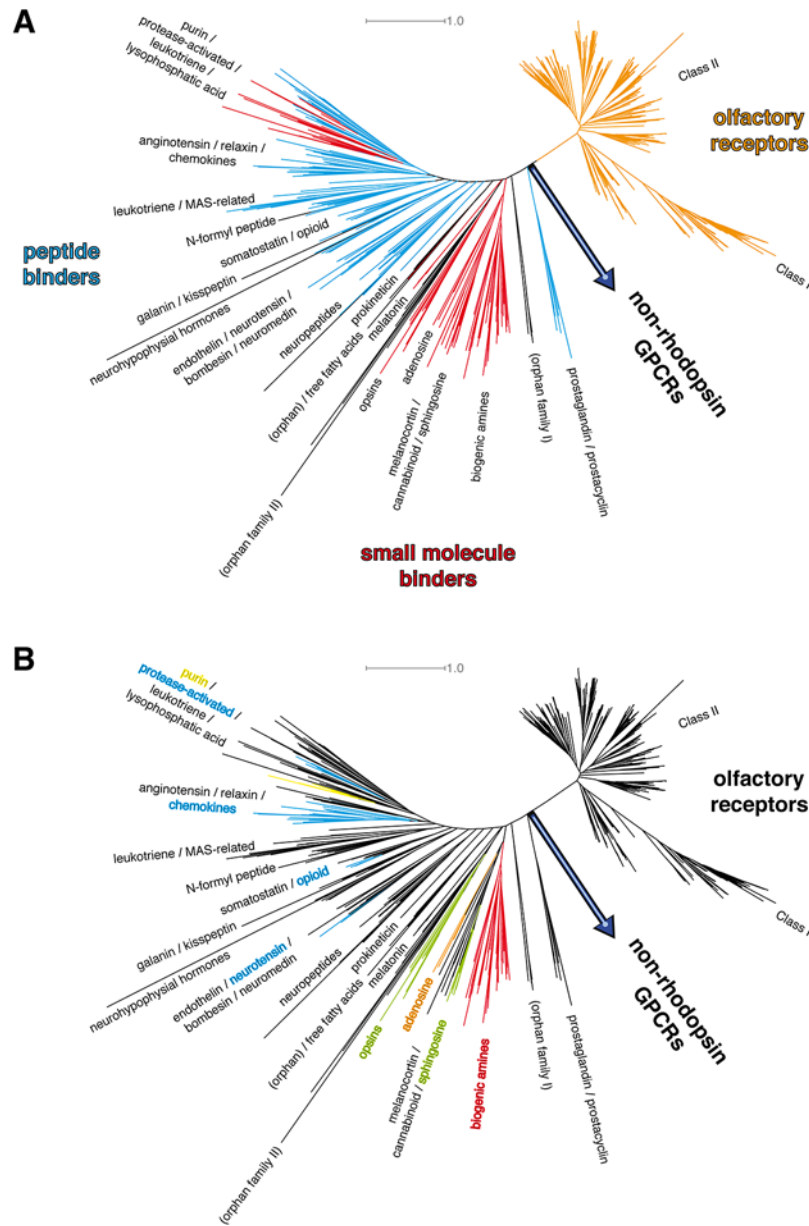 A
1.0
purin /
protease-activated /
leukotriene /
lysophosphatic acid
anginotensin / relaxin /
chemokines
leukotriene / MAS-related
N-formyl peptide
somatostatin / opioid
peptide
binders
galanin / kisspeptin
neurohypophysial hormones
endothelin / neurotensin /
bombesin / neuromedin
neuropeptides
prokineticin
(orphan) / free fatty acids
melatonin
(orphan family II)
opsins
adenosine
melanocortin /
cannabinoid / sphingosine
biogenic amines
(orphan family I)
prostaglandin / prostacyclin
non-rhodopsin
GPCRs
Class II
olfactory
receptors
Class I
small molecule
binders
B
1.0
purin /
protease-activated /
leukotriene /
lysophosphatic acid
anginotensin / relaxin /
chemokines
leukotriene / MAS-related
N-formyl peptide
somatostatin / opioid
galanin / kisspeptin
neurohypophysial hormones
endothelin / neurotensin /
bombesin / neuromedin
neuropeptides
prokineticin
(orphan) / free fatty acids
melatonin
(orphan family II)
opsins
adenosine
melanocortin /
cannabinoid / sphingosine
biogenic amines
(orphan family I)
prostaglandin / prostacyclin
non-rhodopsin
GPCRs
Class II
olfactory
receptors
Class I